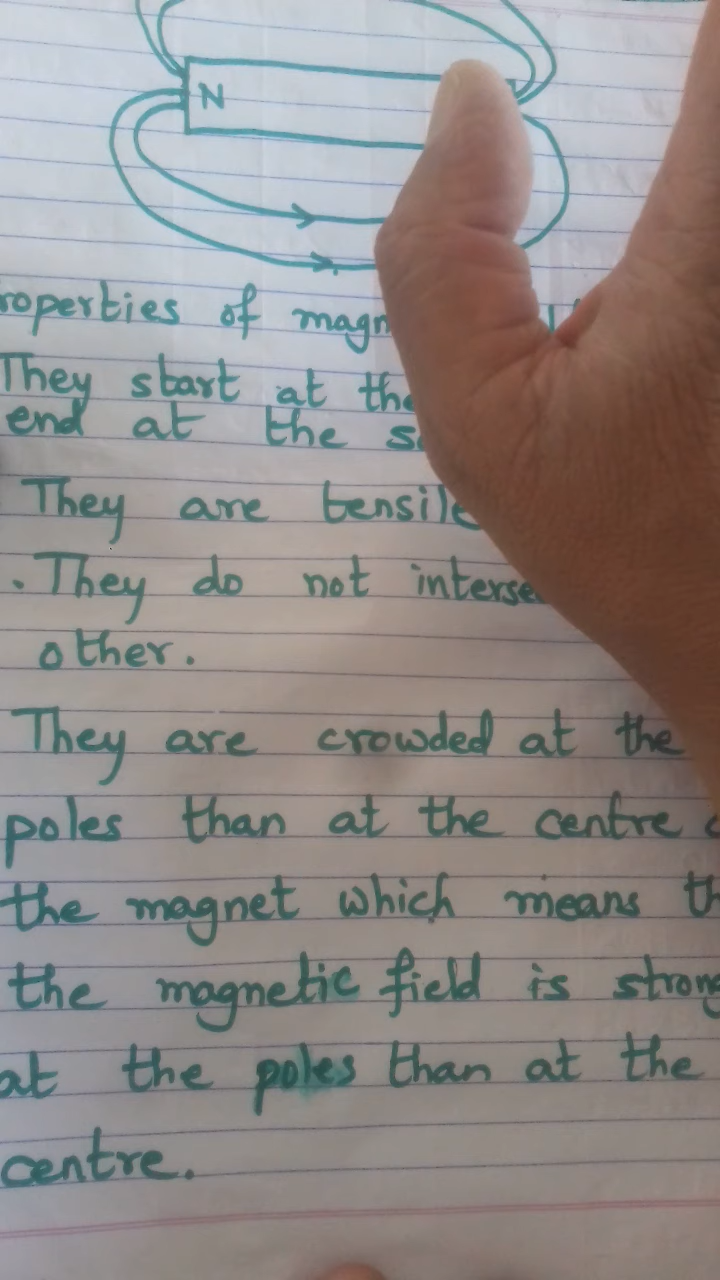 N
roperties of magn
They start at the
end at the s
They are tensile
. They do not interse
other.
They are crowded at the
poles than at the centre
the magnet which means th
the magnetic field is strong
at the poles than at the
centre.